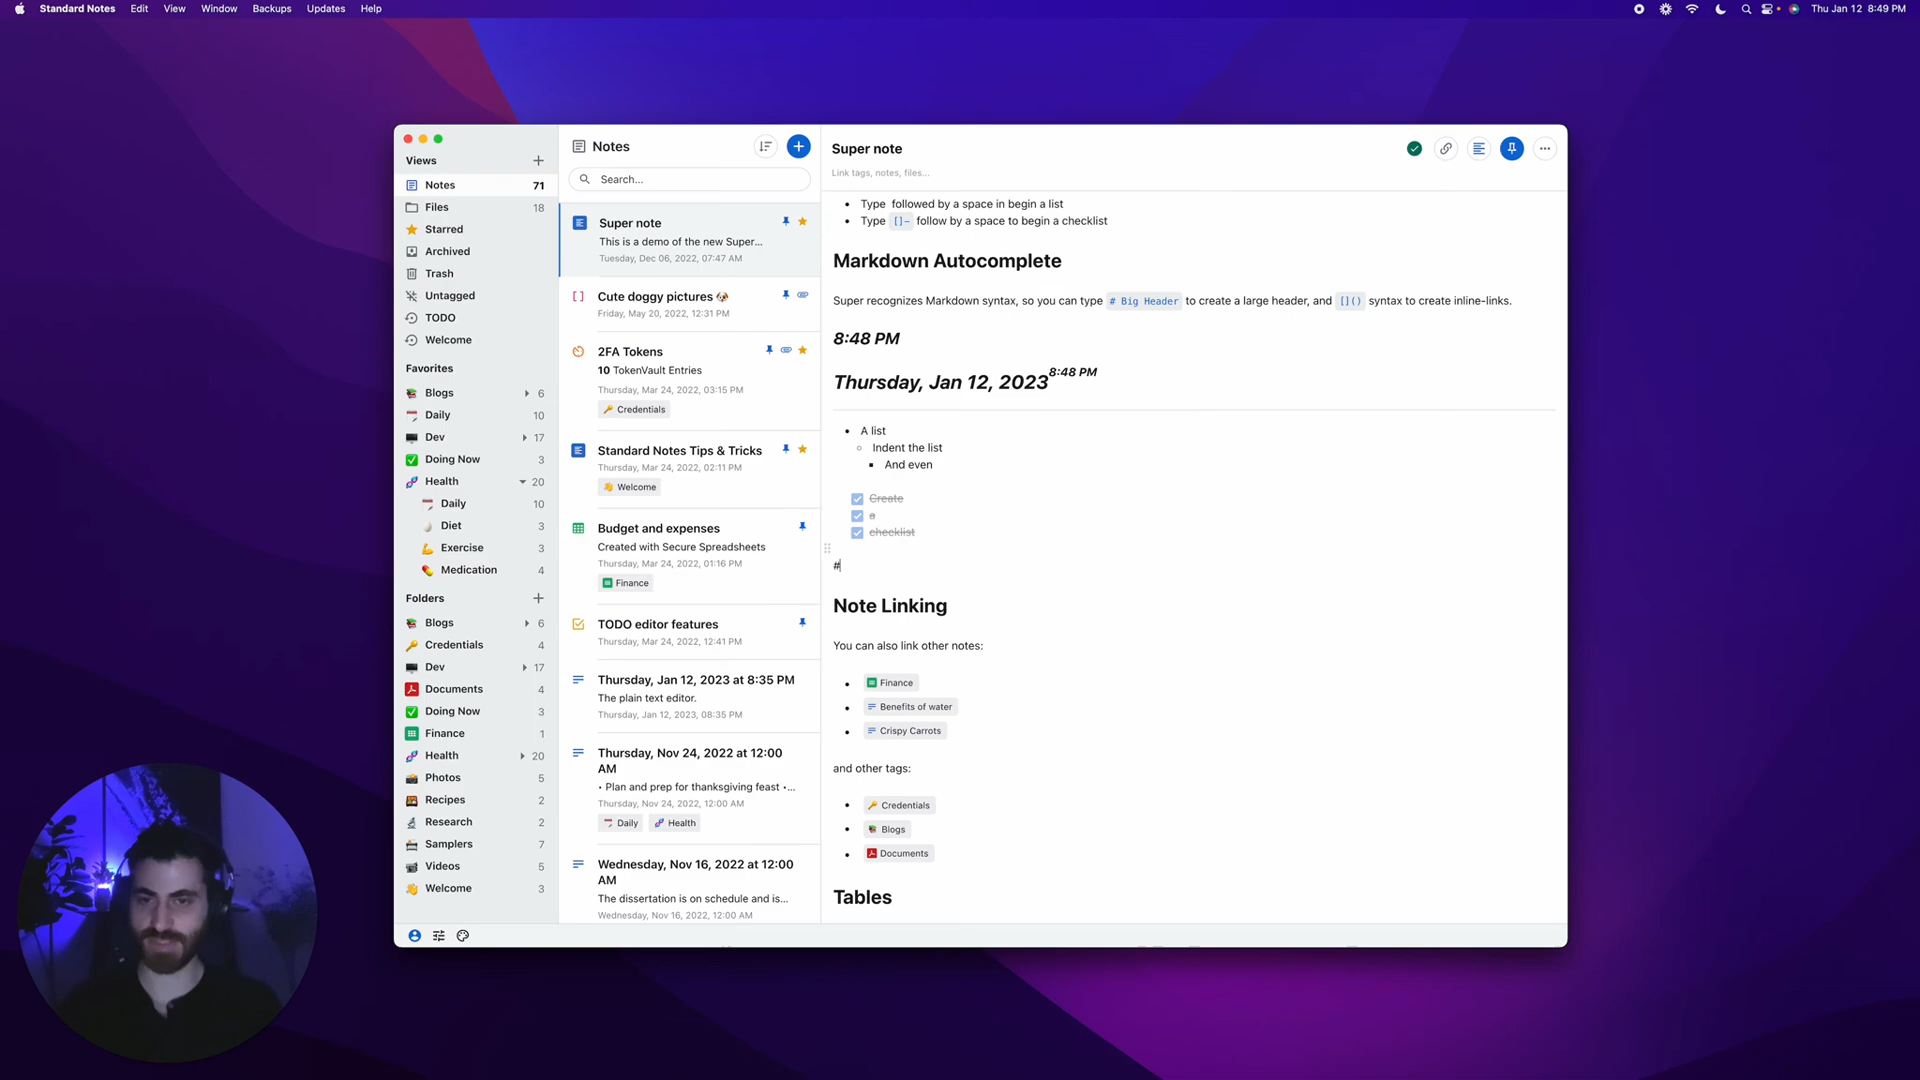 Standard Notes Edit View Window Backups Updates Help
Thu Jan 12 8:49 PM
Views
Notes 71
Files 18
Starred
Archived
Trash
Untagged
TODO
Welcome
Favorites
Blogs 6
Daily 10
Dev 17
Doing Now 3
Health 20
Daily 10
Diet 3
Exercise 3
Medication 4
Folders
Blogs 6
Credentials 4
Dev 17
Documents 4
Doing Now 3
Finance 1
Health 20
Photos 5
Recipes 2
Research 2
Samplers 7
Videos 5
Welcome 3
Notes
Search...
Super note
This is a demo of the new Super...
Tuesday, Dec 06, 2022, 07:47 AM
Cute doggy pictures 🐶
Friday, May 20, 2022, 12:31 PM
2FA Tokens
10 TokenVault Entries
Thursday, Mar 24, 2022, 03:15 PM
Credentials
Standard Notes Tips & Tricks
Thursday, Mar 24, 2022, 02:11 PM
Welcome
Budget and expenses
Created with Secure Spreadsheets
Thursday, Mar 24, 2022, 01:16 PM
Finance
TODO editor features
Thursday, Mar 24, 2022, 12:41 PM
Thursday, Jan 12, 2023 at 8:35 PM
The plain text editor.
Thursday, Jan 12, 2023, 08:35 PM
Thursday, Nov 24, 2022 at 12:00
AM
• Plan and prep for thanksgiving feast •...
Thursday, Nov 24, 2022, 12:00 AM
Daily Health
Wednesday, Nov 16, 2022 at 12:00
AM
The dissertation is on schedule and is...
Wednesday, Nov 16, 2022, 12:00 AM
Super note
Link tags, notes, files...
• Type followed by a space in begin a list
• Type []- follow by a space to begin a checklist
Markdown Autocomplete
Super recognizes Markdown syntax, so you can type # Big Header to create a large header, and []() syntax to create inline-links.
8:48 PM
Thursday, Jan 12, 2023 8:48 PM
• A list
Indent the list
And even
Create
a
checklist
#
Note Linking
You can also link other notes:
• Finance
• Benefits of water
• Crispy Carrots
and other tags:
• Credentials
• Blogs
• Documents
Tables